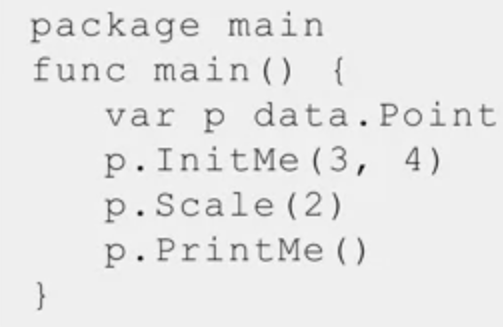 package main
func main() {
    var p data.Point
    p.InitMe(3, 4)
    p.Scale(2)
    p.PrintMe()
}